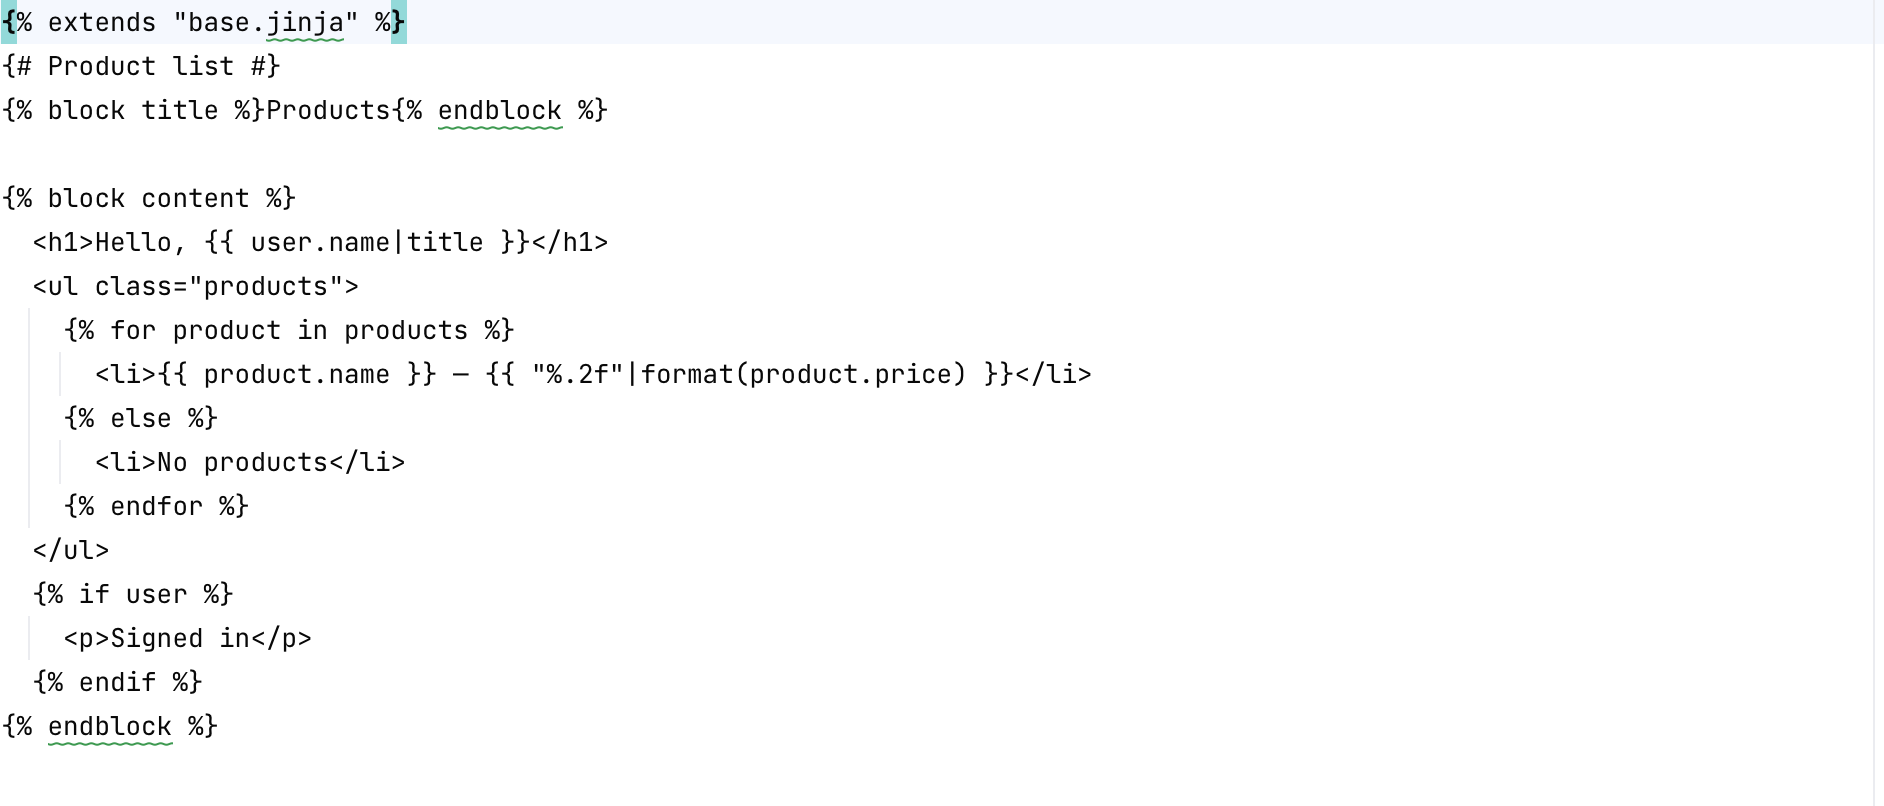 {% extends "base.jinja" %}
{# Product list #}
{% block title %}Products{% endblock %}

{% block content %}
  <h1>Hello, {{ user.name|title }}</h1>
  <ul class="products">
    {% for product in products %}
      <li>{{ product.name }} — {{ "%.2f"|format(product.price) }}</li>
    {% else %}
      <li>No products</li>
    {% endfor %}
  </ul>
  {% if user %}
    <p>Signed in</p>
  {% endif %}
{% endblock %}